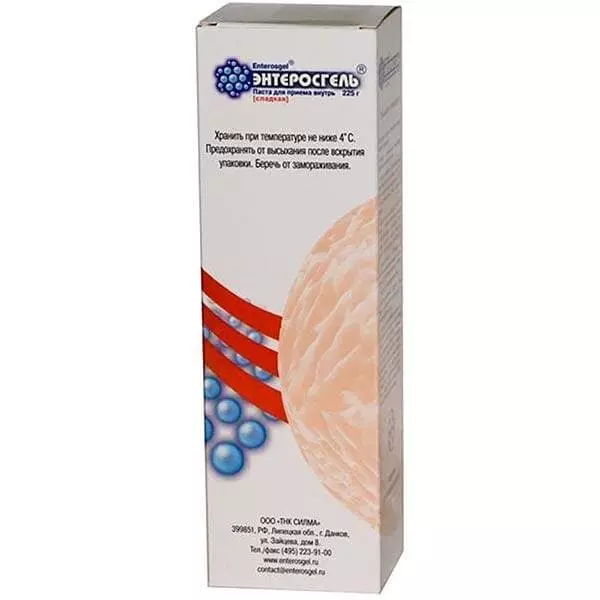 Enterosgel®
ЭНТЕРОСГЕЛЬ®
Паста для приема внутрь 225 г
[сладкая]
Хранить при температуре не ниже 4°С.
Предохранять от высыхания после вскрытия
упаковки. Беречь от замораживания.
ООО «ТНК СИЛМА»
399851, РФ, Липецкая обл., г. Данков,
ул. Зайцева, дом 8.
Тел./факс (495) 223-91-00
www.enterosgel.ru
contact@enterosgel.ru